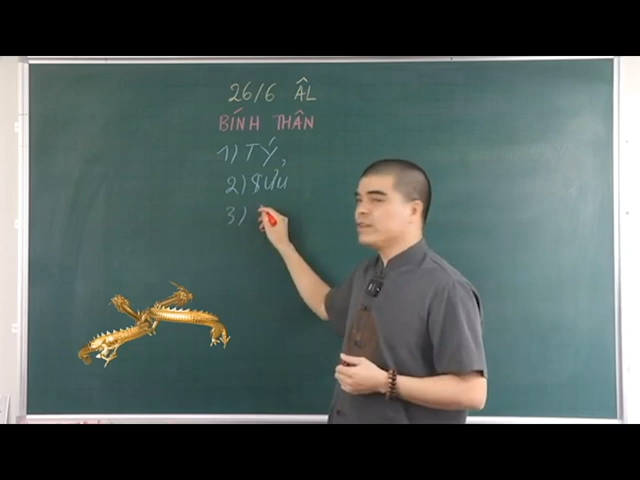 26/6 ÂL
BÍNH THÂN
1) TÝ,
2) Sửu
3)